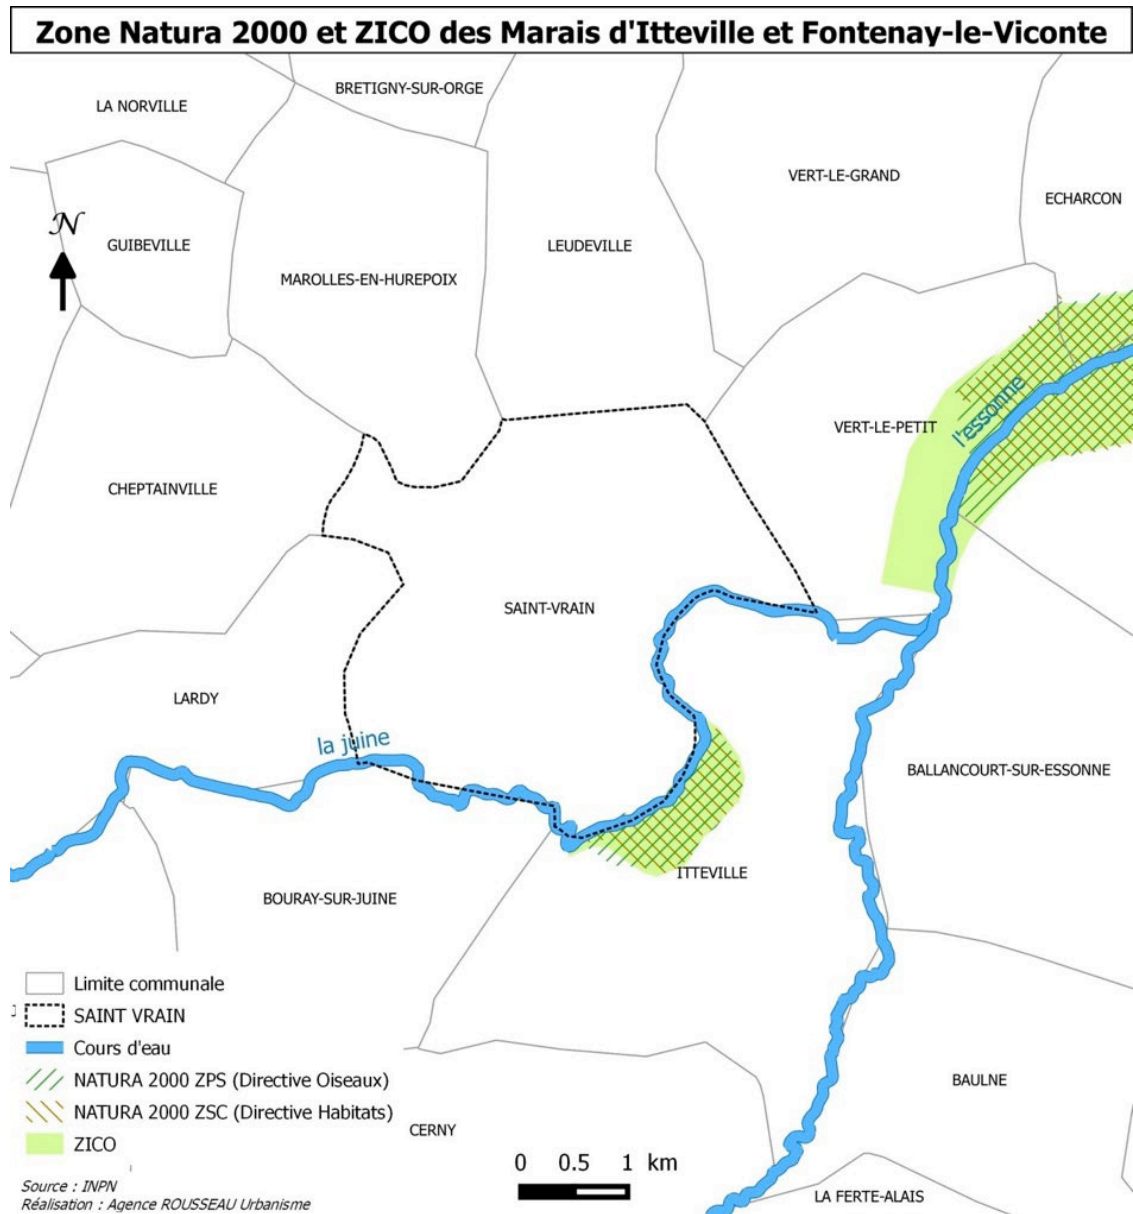 Zone Natura 2000 et ZICO des Marais d'Itteville et Fontenay-le-Viconte
BRETIGNY-SUR-ORGE
LA NORVILLE
VERT-LE-GRAND
ECHARCON
N
GUIBEVILLE
LEUDEVILLE
MAROLLES-EN-HUREPOIX
l'essonne
VERT-LE-PETIT
CHEPTAINVILLE
SAINT-VRAIN
LARDY
la juine
BALLANCOURT-SUR-ESSONNE
ITTEVILLE
BOURAY-SUR-JUINE
Limite communale
SAINT VRAIN
Cours d'eau
NATURA 2000 ZPS (Directive Oiseaux)
NATURA 2000 ZSC (Directive Habitats)
ZICO
BAULNE
CERNY
0 0.5 1 km
LA FERTE-ALAIS
Source : INPN
Réalisation : Agence ROUSSEAU Urbanisme